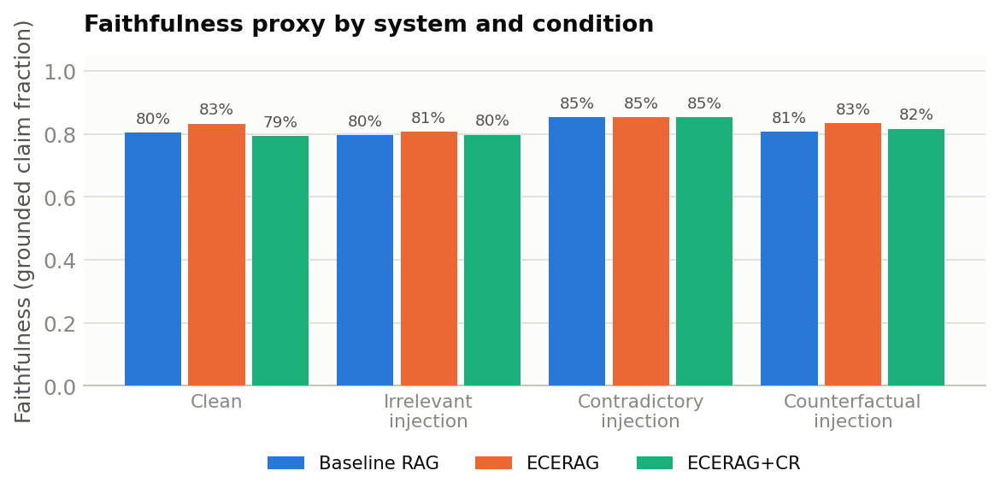 Faithfulness proxy by system and condition
Faithfulness (grounded claim fraction)
1.0
0.8
0.6
0.4
0.2
0.0
80% 83% 79% 80% 81% 80% 85% 85% 85% 81% 83% 82%
Clean Irrelevant Contradictory Counterfactual
injection injection injection
Baseline RAG ECERAG ECERAG+CR